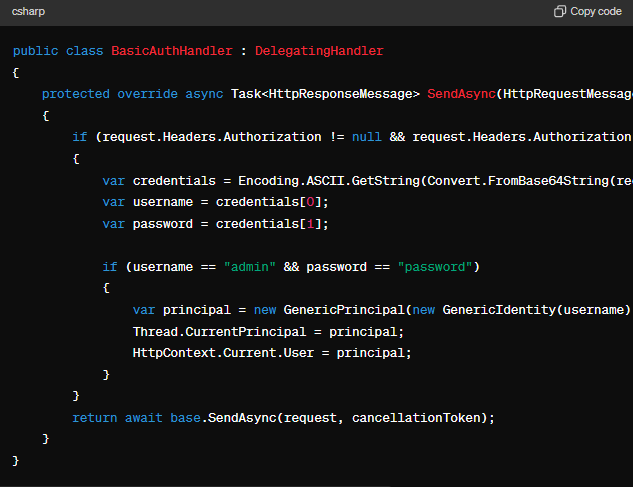 csharp
Copy code
public class BasicAuthHandler : DelegatingHandler
{
    protected override async Task<HttpResponseMessage> SendAsync(HttpRequestMessag
    {
        if (request.Headers.Authorization != null && request.Headers.Authorization
        {
            var credentials = Encoding.ASCII.GetString(Convert.FromBase64String(re
            var username = credentials[0];
            var password = credentials[1];

            if (username == "admin" && password == "password")
            {
                var principal = new GenericPrincipal(new GenericIdentity(username)
                Thread.CurrentPrincipal = principal;
                HttpContext.Current.User = principal;
            }
        }
        return await base.SendAsync(request, cancellationToken);
    }
}